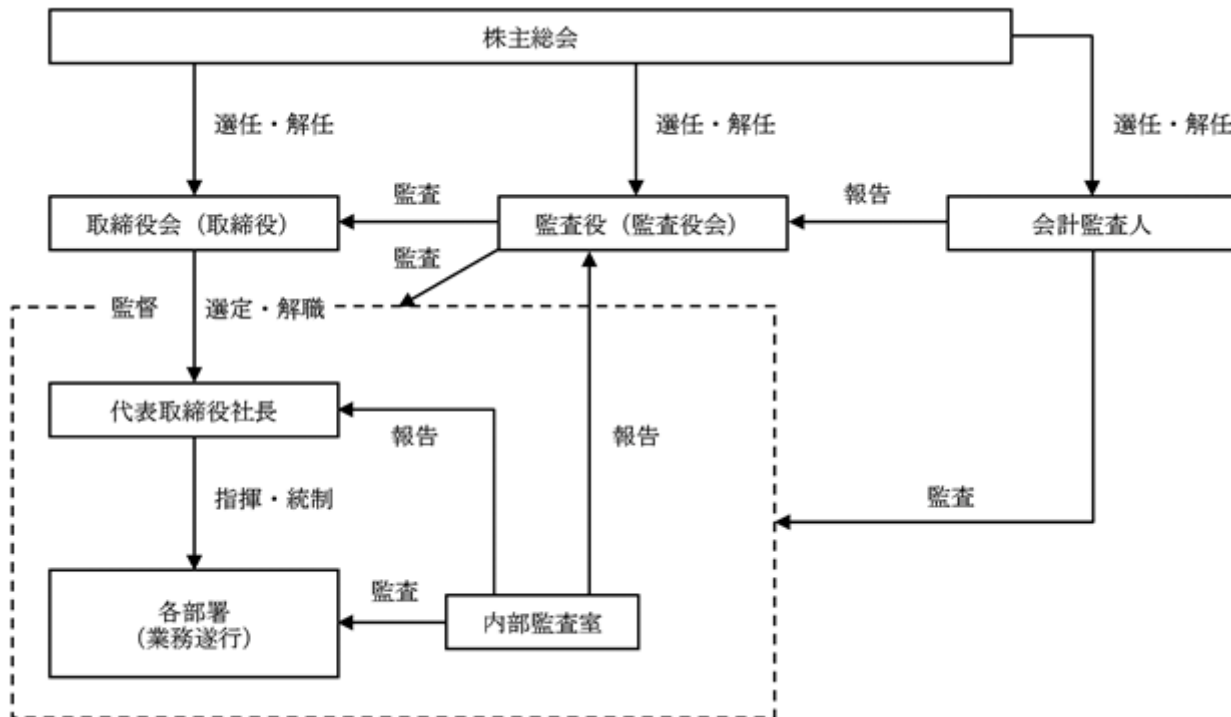 株主総会
選任・解任
選任・解任
選任・解任
取締役会（取締役）
監査
監査役（監査役会）
報告
会計監査人
監査
監督
選定・解職
代表取締役社長
報告
報告
指揮・統制
監査
各部署
（業務遂行）
監査
内部監査室